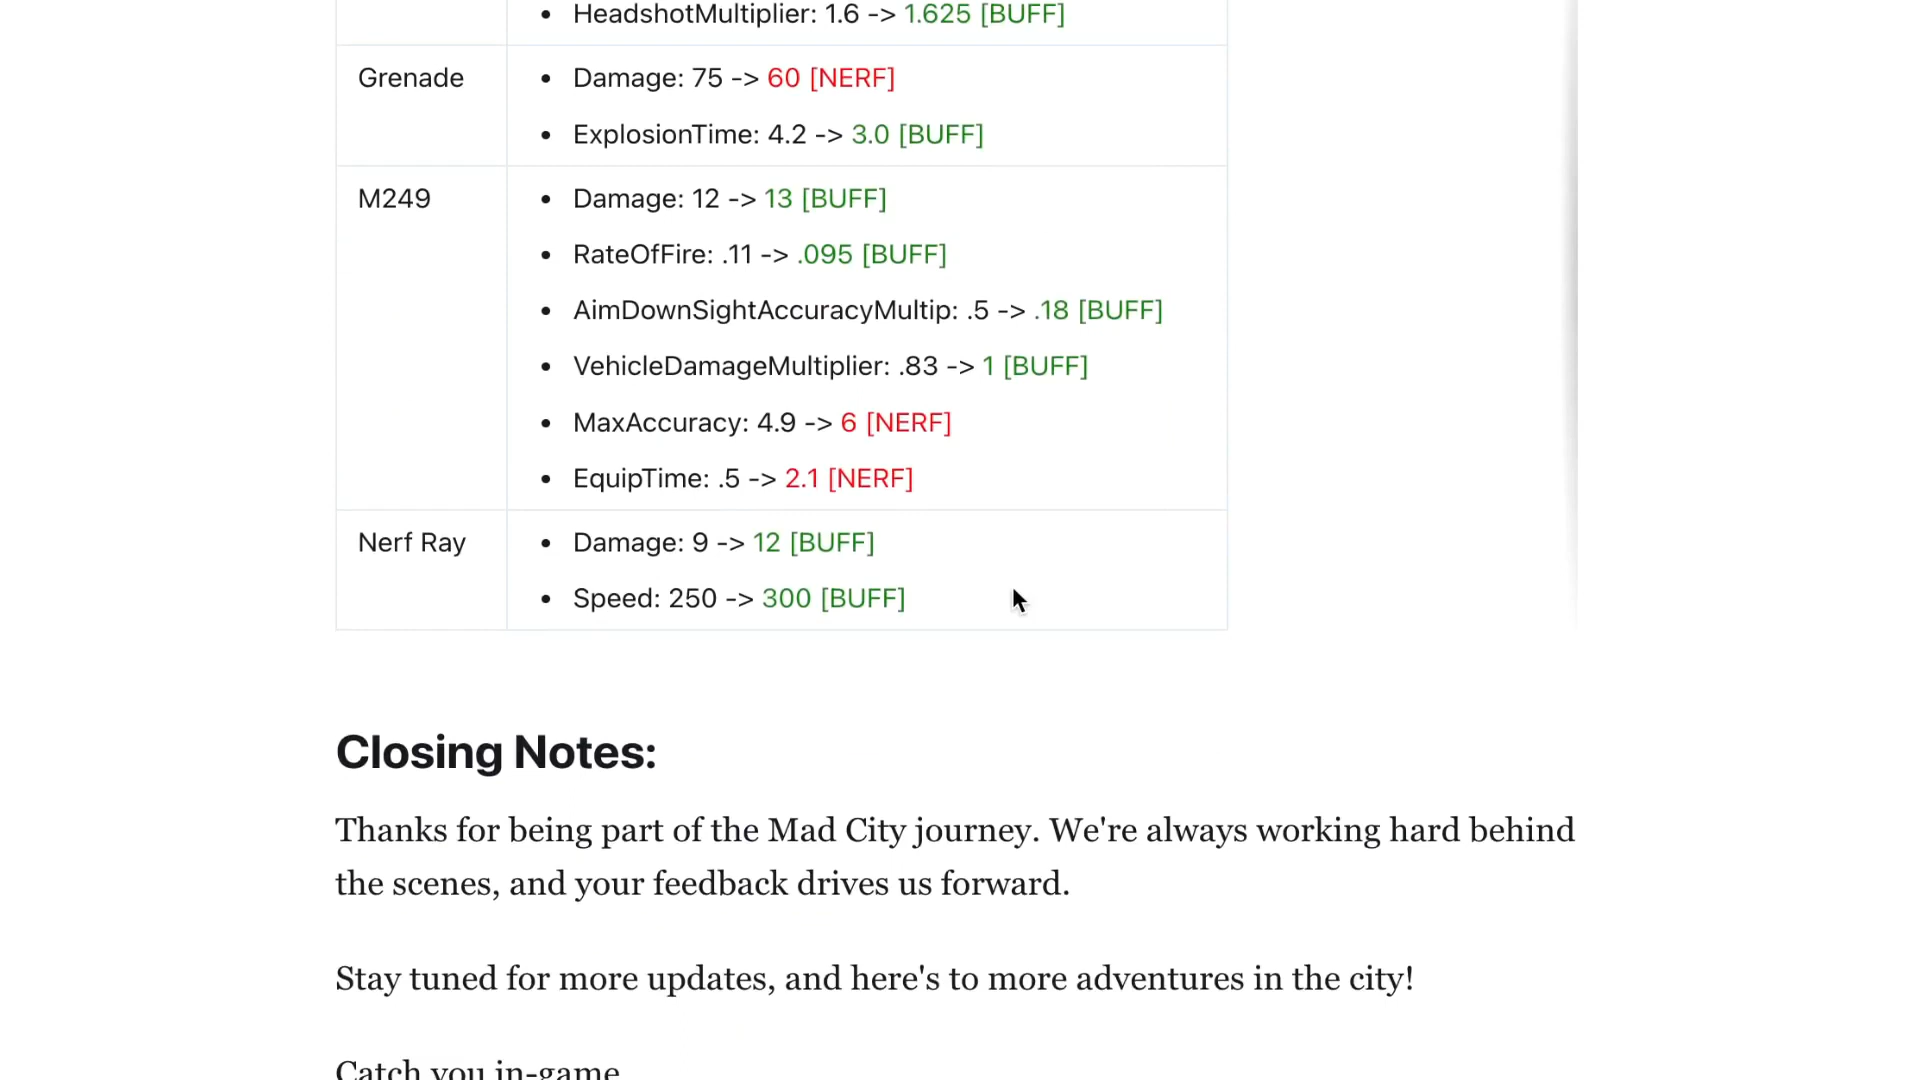 HeadshotMultiplier: 1.6 -> 1.625 [BUFF]
Grenade
Damage: 75 -> 60 [NERF]
ExplosionTime: 4.2 -> 3.0 [BUFF]
M249
Damage: 12 -> 13 [BUFF]
RateOfFire: .11 -> .095 [BUFF]
AimDownSightAccuracyMultip: .5 -> .18 [BUFF]
VehicleDamageMultiplier: .83 -> 1 [BUFF]
MaxAccuracy: 4.9 -> 6 [NERF]
EquipTime: .5 -> 2.1 [NERF]
Nerf Ray
Damage: 9 -> 12 [BUFF]
Speed: 250 -> 300 [BUFF]
Closing Notes:
Thanks for being part of the Mad City journey. We're always working hard behind
the scenes, and your feedback drives us forward.
Stay tuned for more updates, and here's to more adventures in the city!
Catch you in-game